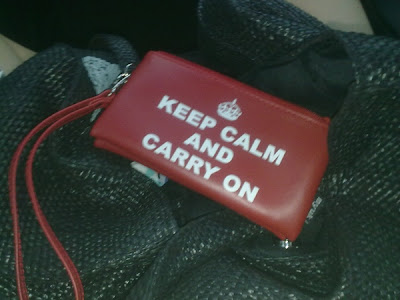 KEEP CALM
AND
CARRY ON